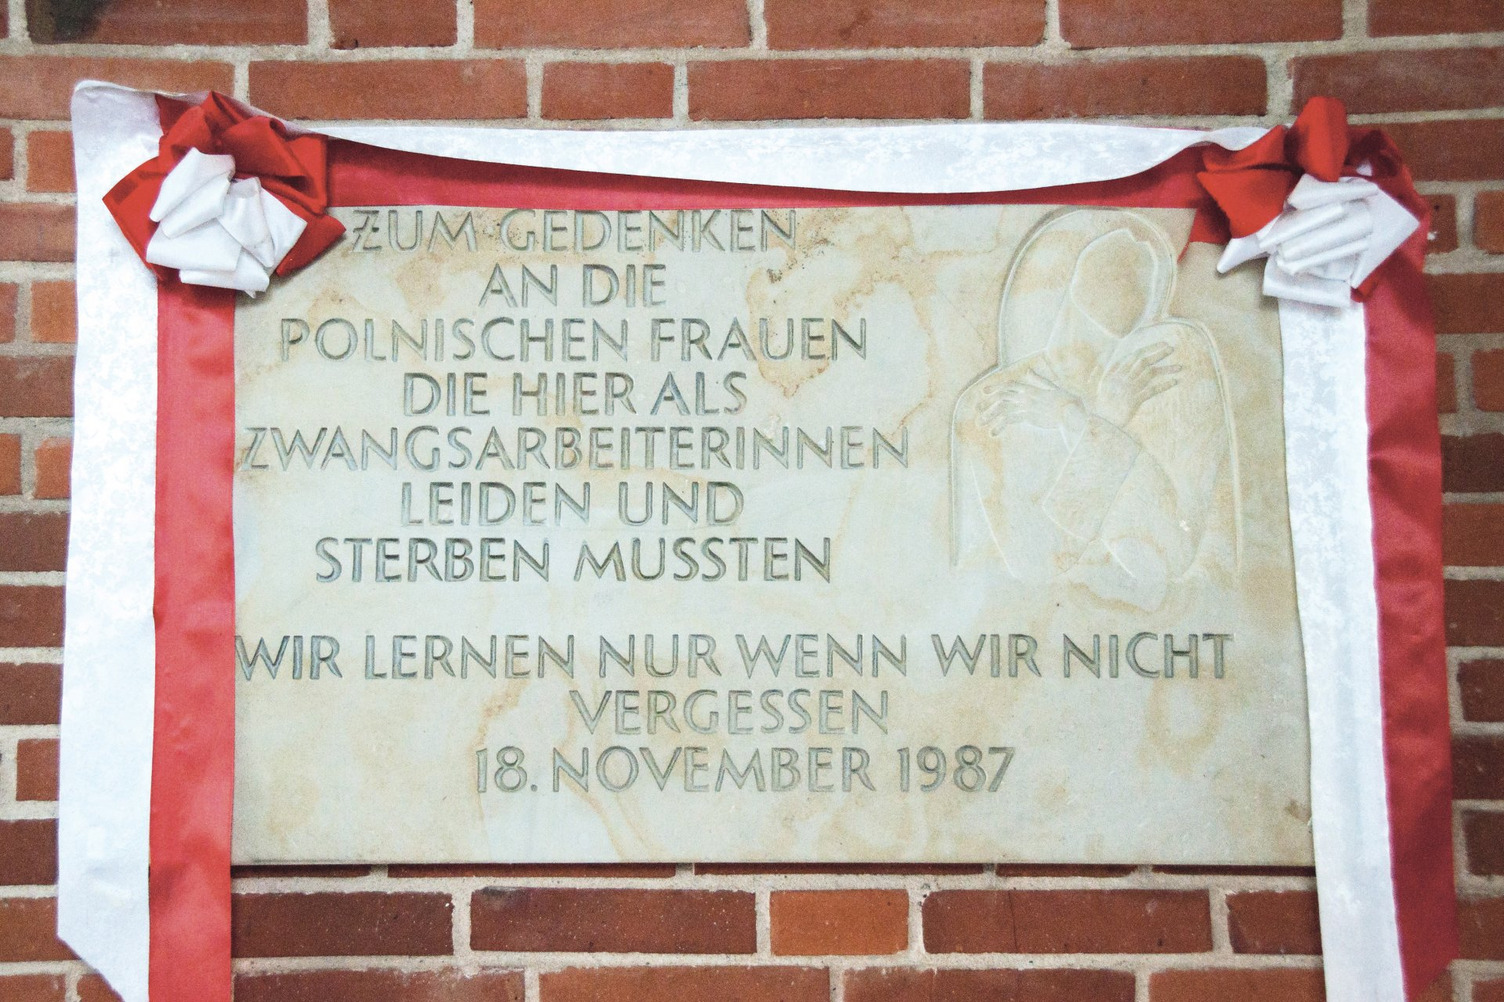 ZUM GEDENKEN
AN DIE
POLNISCHEN FRAUEN
DIE HIER ALS
ZWANGSARBEITERINNEN
LEIDEN UND
STERBEN MUSSTEN
WIR LERNEN NUR WENN WIR NICHT
VERGESSEN
18. NOVEMBER 1987